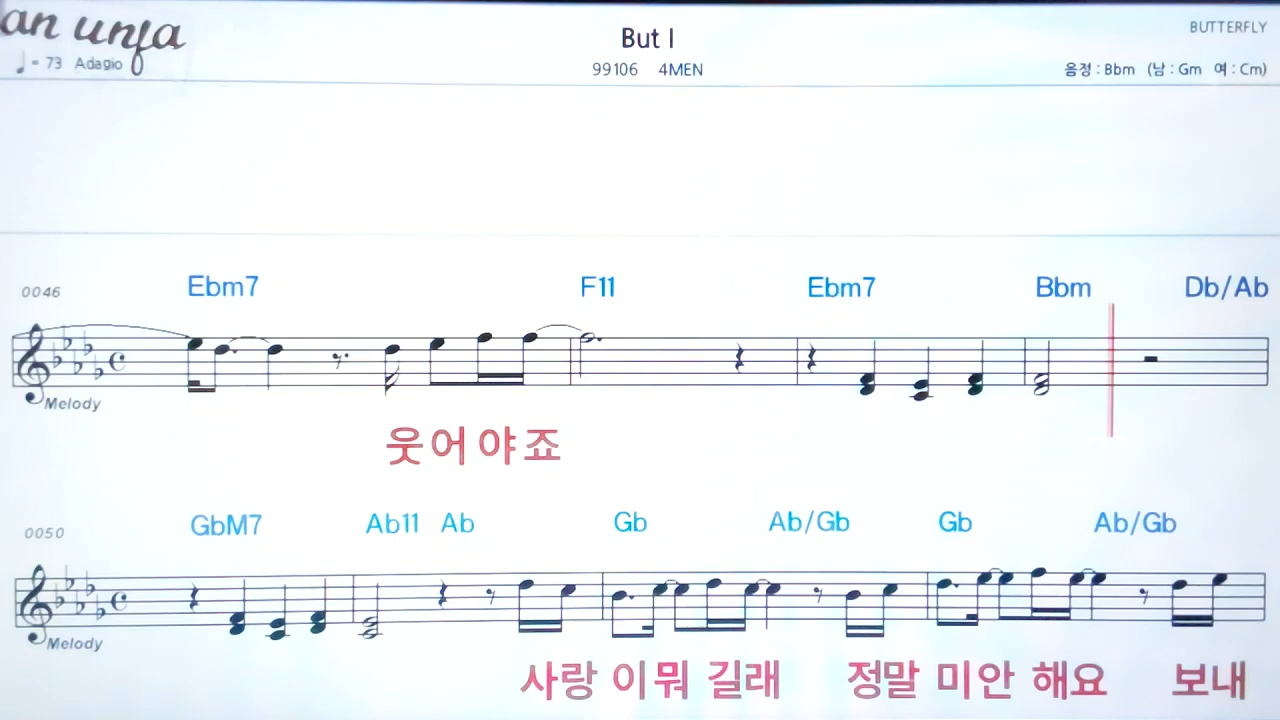 an unfa
But I
BUTTERFLY
♩= 73 Adagio
99106 4MEN
음정 : Bbm (남 : Gm 여 : Cm)
0046 Ebm7 F11 Ebm7 Bbm Db/Ab
Melody
웃어야죠
0050 GbM7 Ab11 Ab Gb Ab/Gb Gb Ab/Gb
Melody
사랑 이뭐 길래 정말 미안 해요 보내